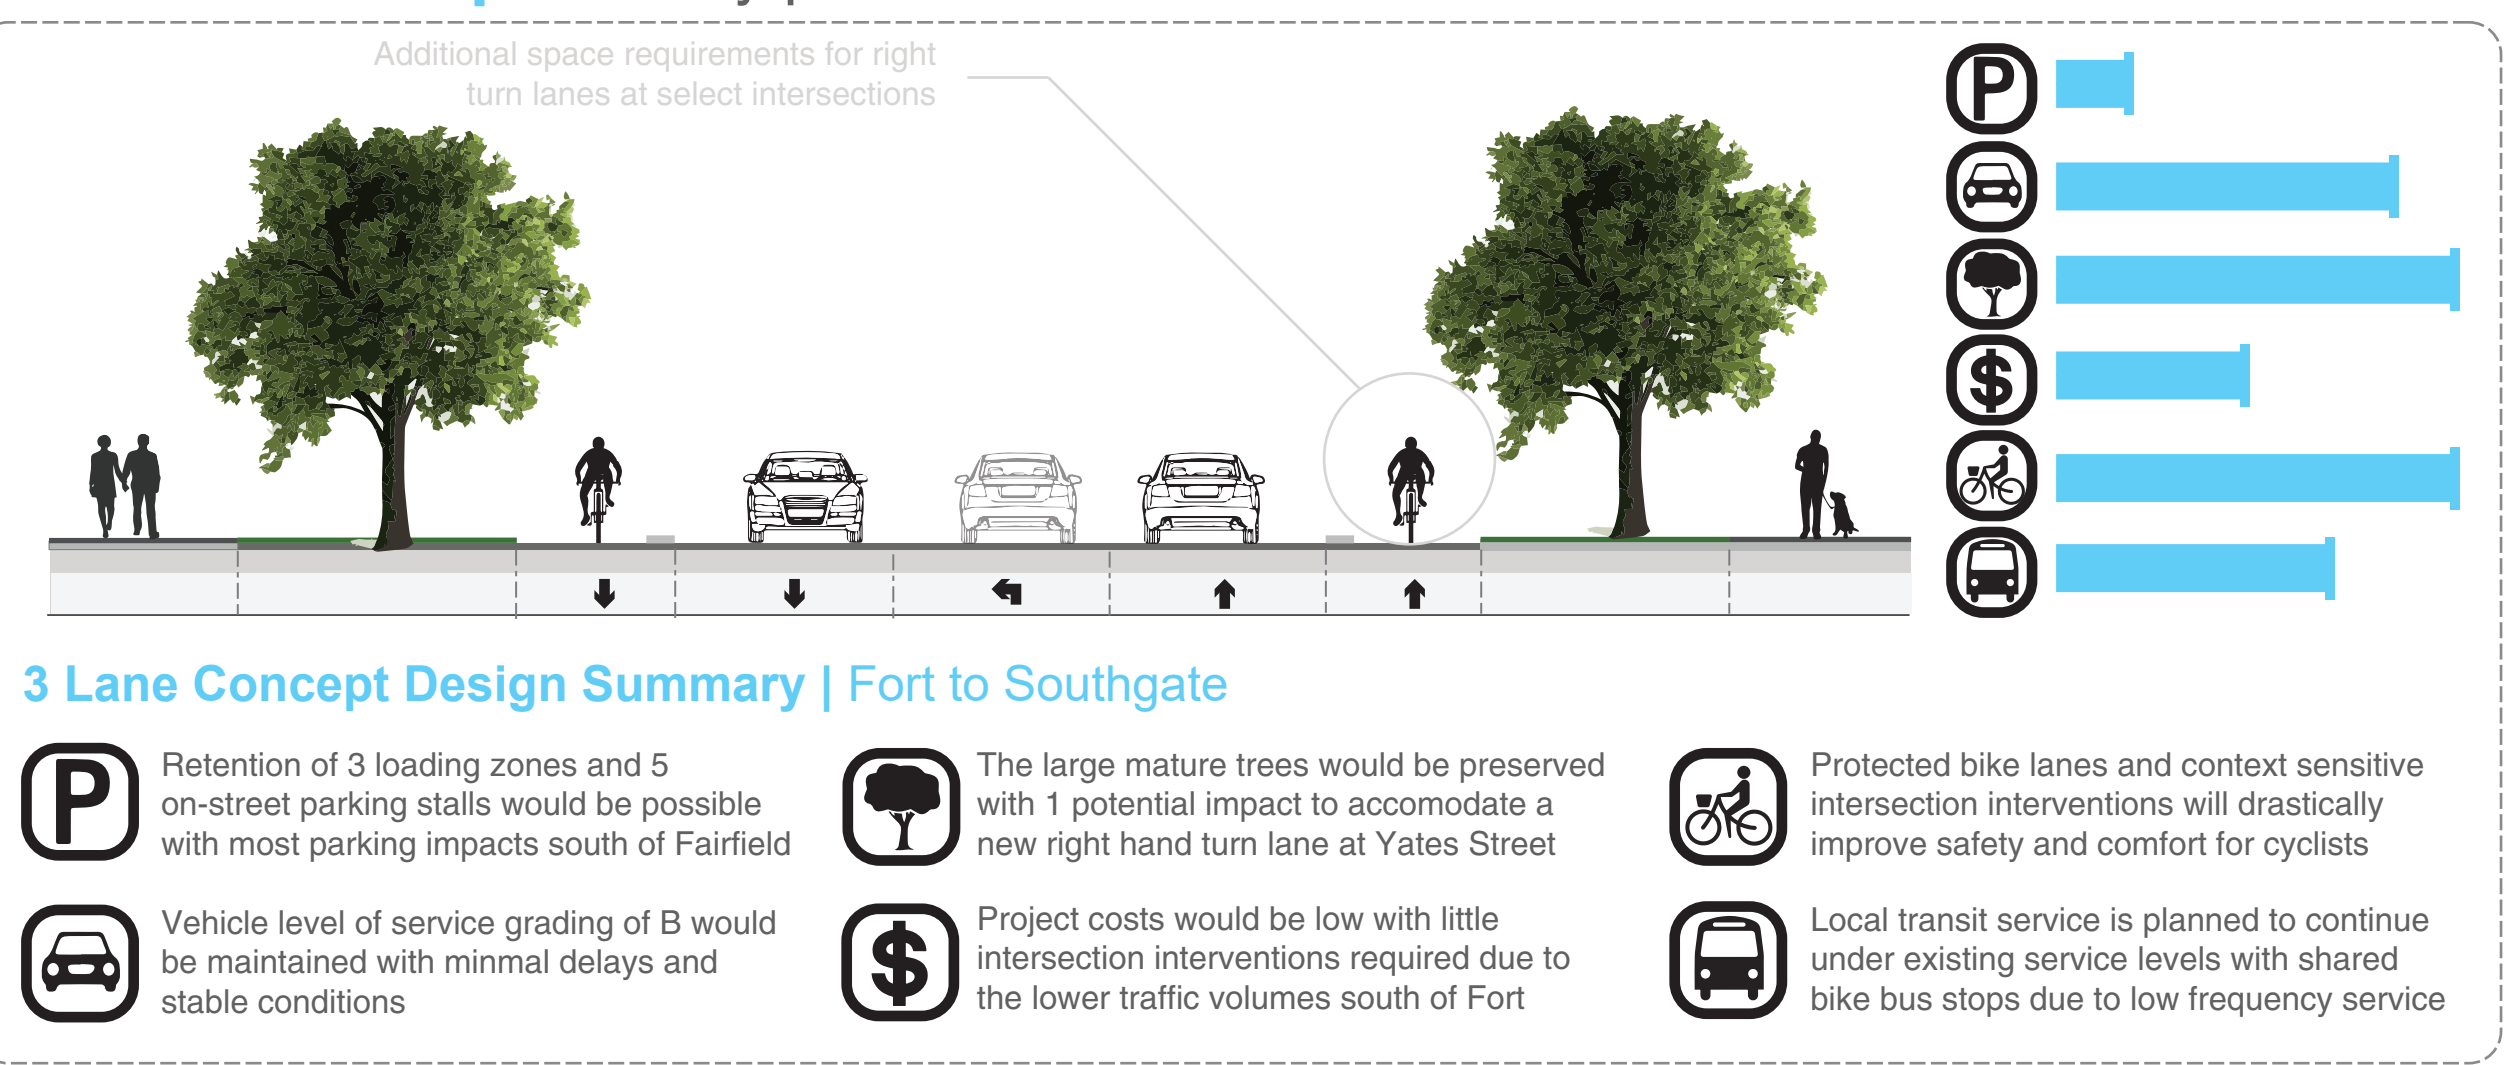 Additional space requirements for right
turn lanes at select intersections
P
$
3 Lane Concept Design Summary | Fort to Southgate
P
Retention of 3 loading zones and 5
on-street parking stalls would be possible
with most parking impacts south of Fairfield
Vehicle level of service grading of B would
be maintained with minmal delays and
stable conditions
The large mature trees would be preserved
with 1 potential impact to accomodate a
new right hand turn lane at Yates Street
$
Project costs would be low with little
intersection interventions required due to
the lower traffic volumes south of Fort
Protected bike lanes and context sensitive
intersection interventions will drastically
improve safety and comfort for cyclists
Local transit service is planned to continue
under existing service levels with shared
bike bus stops due to low frequency service